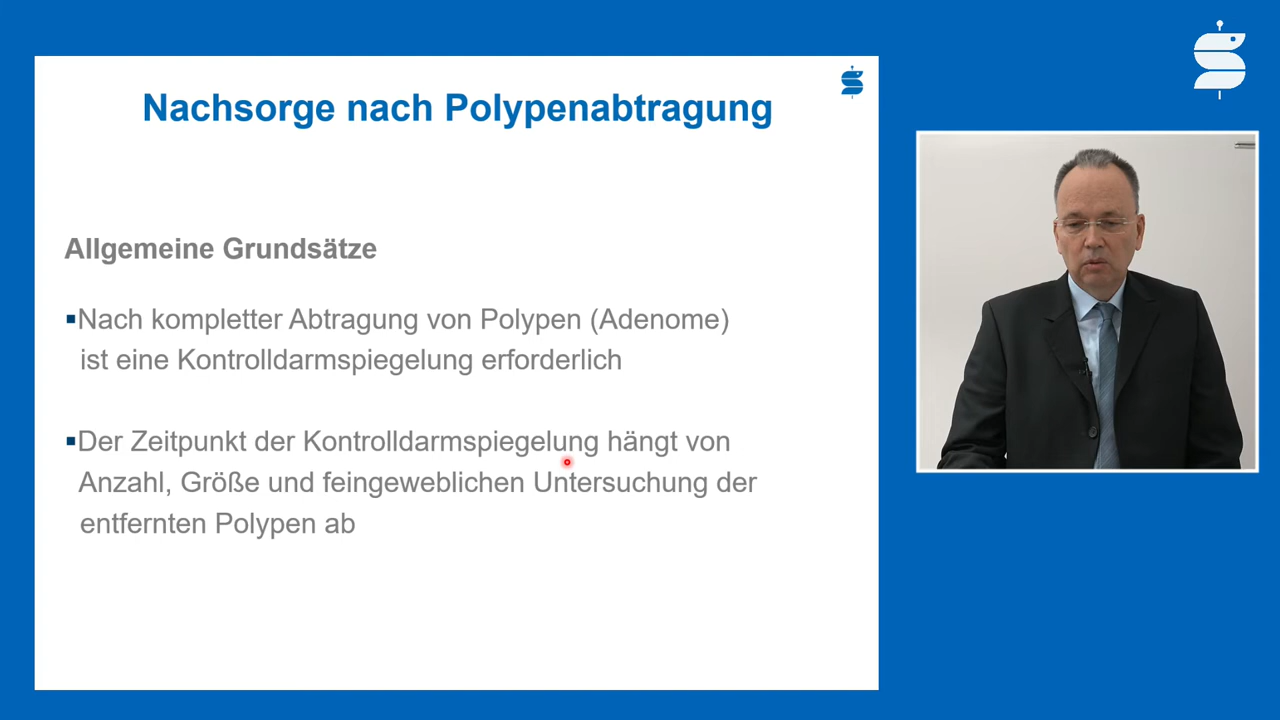 Nachsorge nach Polypenabtragung
Allgemeine Grundsätze
▪Nach kompletter Abtragung von Polypen (Adenome)
ist eine Kontrolldarmspiegelung erforderlich
▪Der Zeitpunkt der Kontrolldarmspiegelung hängt von
Anzahl, Größe und feingeweblichen Untersuchung der
entfernten Polypen ab